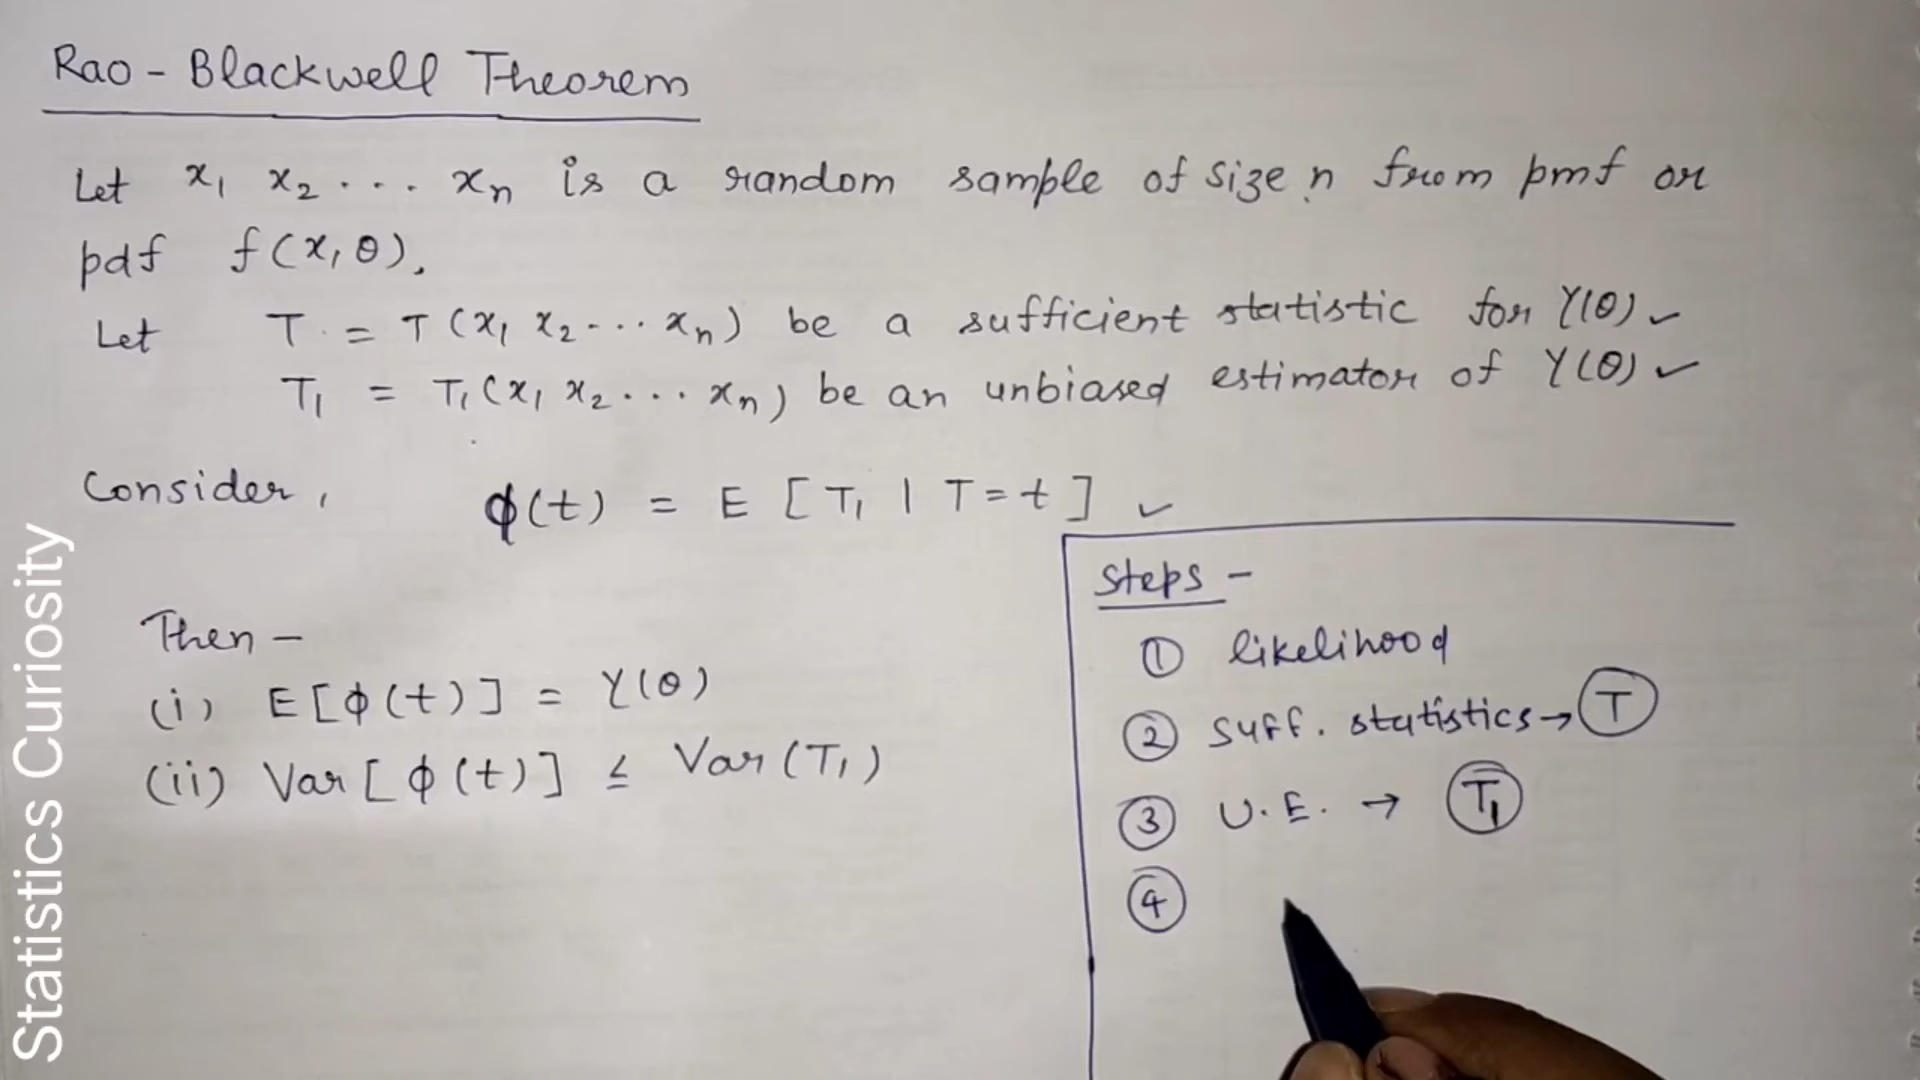 Rao - Blackwell Theorem
Let x₁ x₂ ... xₙ is a random sample of size n from pmf or
pdf f(x, θ).
Let T = T(x₁ x₂ ... xₙ) be a sufficient statistic for γ(θ) ✓
T₁ = T₁(x₁ x₂ ... xₙ) be an unbiased estimator of γ(θ) ✓
Consider, ϕ(t) = E [T₁ | T = t] ✓
Then -
(i) E[ϕ(t)] = γ(θ)
(ii) Var[ϕ(t)] ≤ Var(T₁)
Steps -
① likelihood
② Suff. statistics → T
③ U.E. → T₁
④
Statistics Curiosity